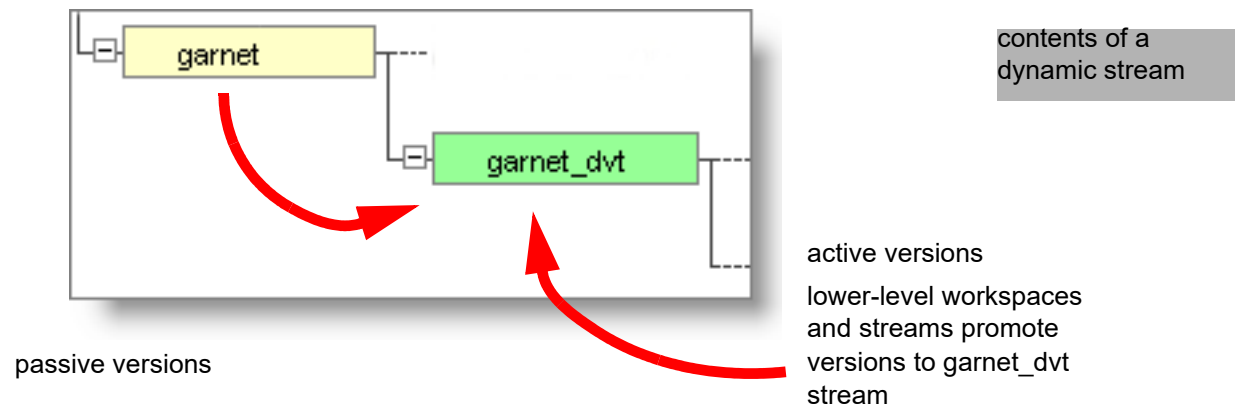 garnet
contents of a
dynamic stream
garnet_dvt
active versions
lower-level workspaces
and streams promote
versions to garnet_dvt
stream
passive versions